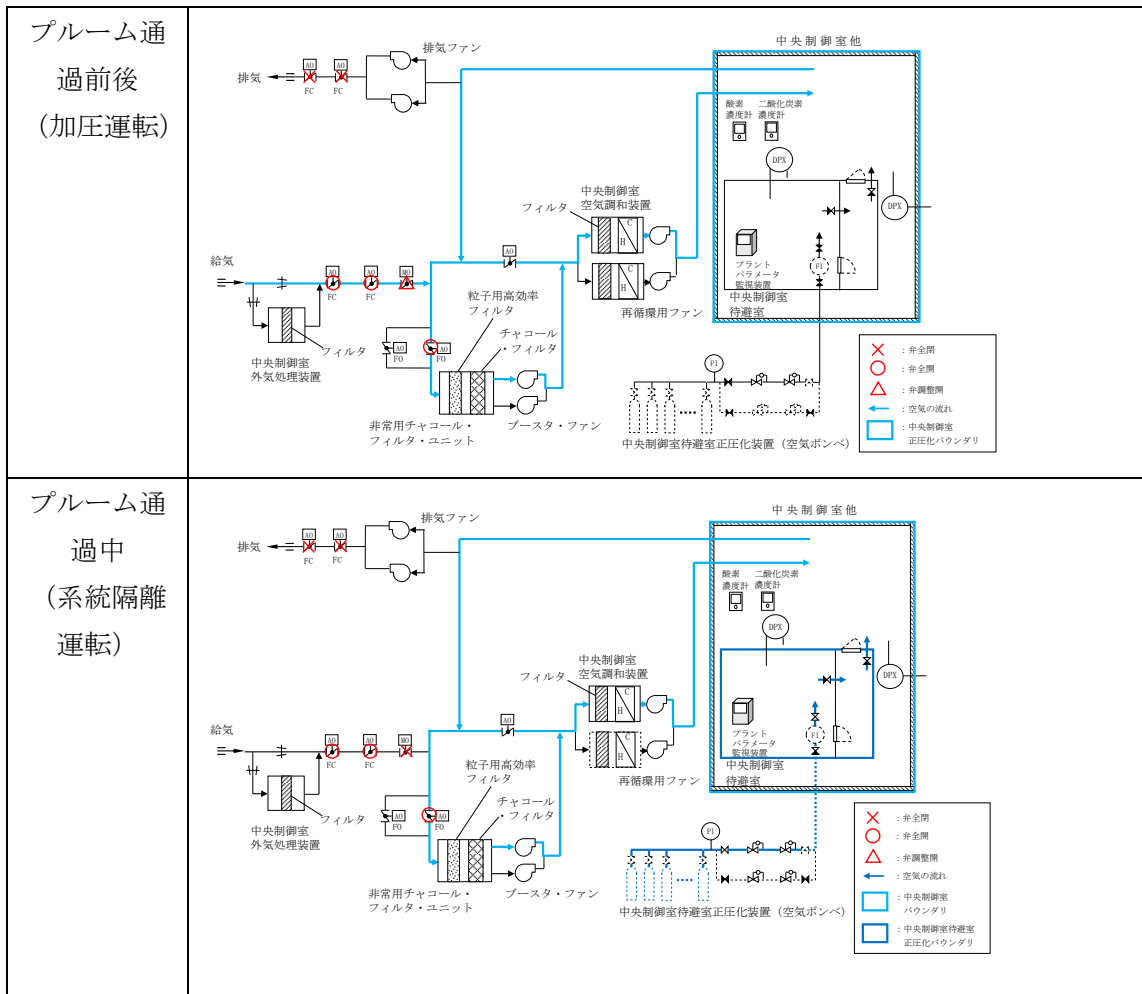 プルーム通
過前後
（加圧運転）
中央制御室他
排気ファン
AO
AO
排気
FC
FC
酸素
濃度計
二酸化炭素
濃度計
DPX
DPX
中央制御室
空気調和装置
フィルタ
C
H
C
H
AO
給気
AO
AO
MO
FC
FC
プラント
パラメータ
監視装置
FI
中央制御室
待避室
再循環用ファン
粒子用高効率
フィルタ
チャコール
・フィルタ
フィルタ
AO
FO
AO
FO
中央制御室
外気処理装置
PI
非常用チャコール・
フィルタ・ユニット
ブースタ・ファン
中央制御室待避室正圧化装置（空気ボンベ）
：弁全閉
：弁全開
：弁調整開
：空気の流れ
：中央制御室
正圧化バウンダリ
プルーム通
過中
（系統隔離
運転）
中央制御室他
排気ファン
AO
AO
排気
FC
FC
酸素
濃度計
二酸化炭素
濃度計
DPX
DPX
中央制御室
空気調和装置
フィルタ
C
H
C
H
AO
給気
AO
AO
MO
FC
FC
プラント
パラメータ
監視装置
FI
中央制御室
待避室
再循環用ファン
粒子用高効率
フィルタ
チャコール
・フィルタ
フィルタ
AO
FO
AO
FO
中央制御室
外気処理装置
PI
非常用チャコール・
フィルタ・ユニット
ブースタ・ファン
中央制御室待避室正圧化装置（空気ボンベ）
：弁全閉
：弁全開
：弁調整開
：空気の流れ
：中央制御室
バウンダリ
：中央制御室待避室
正圧化バウンダリ